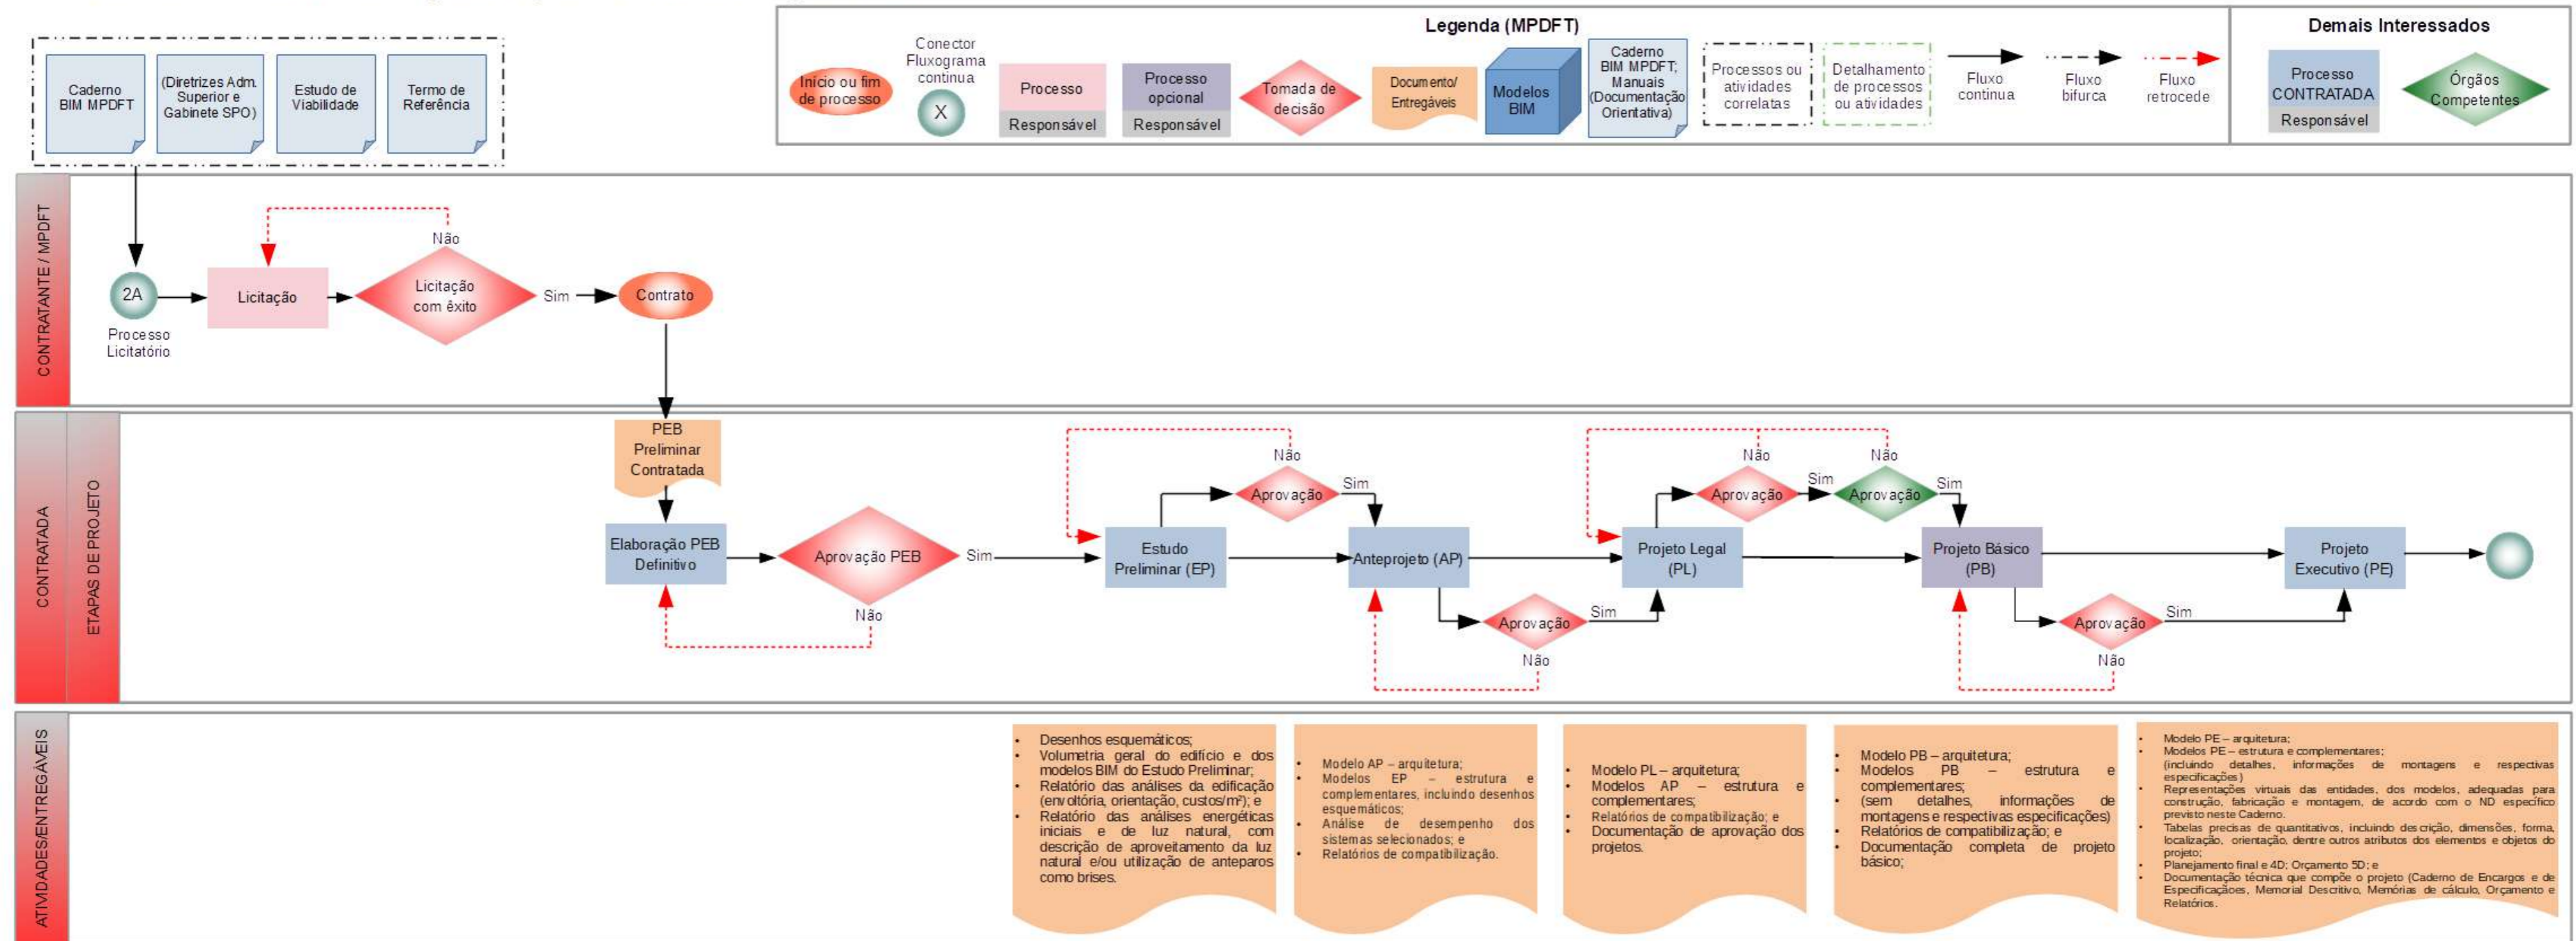 Caderno
BIM MPDFT
(Diretrizes Adm.
Superior e
Gabinete SPO)
Estudo de
Viabilidade
Termo de
Referência
Legenda (MPDFT)
Início ou fim
de processo
Conector
Fluxograma
continua
X
Processo
Responsável
Processo
opcional
Responsável
Tomada de
decisão
Documento/
Entregáveis
Modelos
BIM
Caderno
BIM MPDFT;
Manuais
(Documentação
Orientativa)
Processos ou
atividades
correlatas
Detalhamento
de processos
ou atividades
Fluxo
continua
Fluxo
bifurca
Fluxo
retrocede
Demais Interessados
Processo
CONTRATADA
Responsável
Órgãos
Competentes
CONTRATANTE / MPDFT
2A
Processo
Licitatório
Licitação
Não
Licitação
com êxito
Sim
Contrato
CONTRATADA
ETAPAS DE PROJETO
PEB
Preliminar
Contratada
Elaboração PEB
Definitivo
Aprovação PEB
Sim
Não
Estudo
Preliminar (EP)
Não
Aprovação
Sim
Anteprojeto (AP)
Aprovação
Sim
Não
Projeto Legal
(PL)
Não
Aprovação
Sim
Não
Aprovação
Sim
Projeto Básico
(PB)
Aprovação
Sim
Não
Projeto
Executivo (PE)
ATIVIDADES/ENTREGÁVEIS
• Desenhos esquemáticos;
• Volumetria geral do edifício e dos
modelos BIM do Estudo Preliminar;
• Relatório das análises da edificação
(envoltória, orientação, custos/m²); e
• Relatório das análises energéticas
iniciais e de luz natural, com
descrição de aproveitamento da luz
natural e/ou utilização de anteparos
como brises.
• Modelo AP – arquitetura;
• Modelos EP – estrutura e
complementares, incluindo desenhos
esquemáticos;
• Análise de desempenho dos
sistemas selecionados; e
• Relatórios de compatibilização.
• Modelo PL – arquitetura;
• Modelos AP – estrutura e
complementares;
• Relatórios de compatibilização; e
• Documentação de aprovação dos
projetos.
• Modelo PB – arquitetura;
• Modelos PB – estrutura e
complementares;
• (sem detalhes, informações de
montagens e respectivas especificações)
• Relatórios de compatibilização; e
• Documentação completa de projeto
básico;
• Modelo PE – arquitetura;
• Modelos PE – estrutura e complementares;
(incluindo detalhes, informações de montagens e respectivas
especificações)
• Representações virtuais das entidades, dos modelos, adequadas para
construção, fabricação e montagem, de acordo com o ND específico
previsto neste Caderno.
• Tabelas precisas de quantitativos, incluindo descrição, dimensões, forma,
localização, orientação, dentre outros atributos dos elementos e objetos do
projeto;
• Planejamento final e 4D; Orçamento 5D; e
• Documentação técnica que compõe o projeto (Caderno de Encargos e de
Especificações, Memorial Descritivo, Memórias de cálculo, Orçamento e
Relatórios.